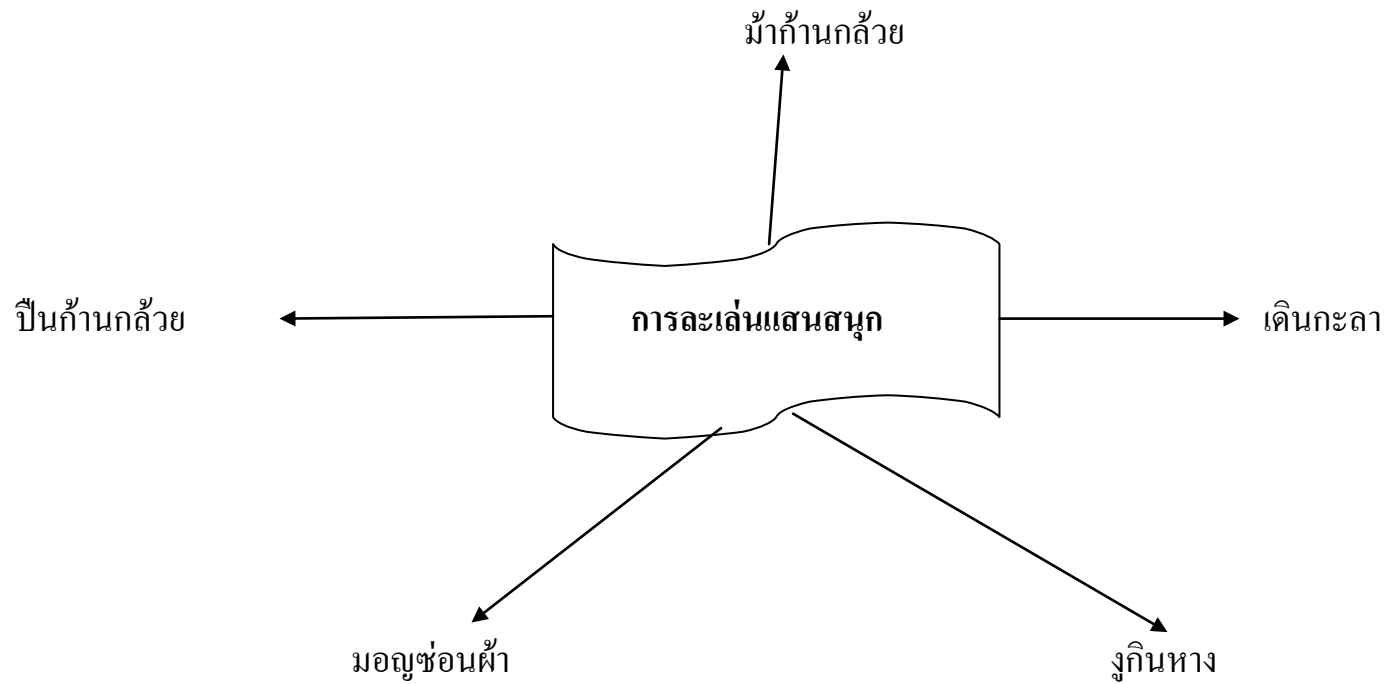 ม้าก้านกล้วย
ปืนก้านกล้วย
การละเล่นแสนสนุก
เดินกะลา
มอญซ่อนผ้า
งูกินหาง